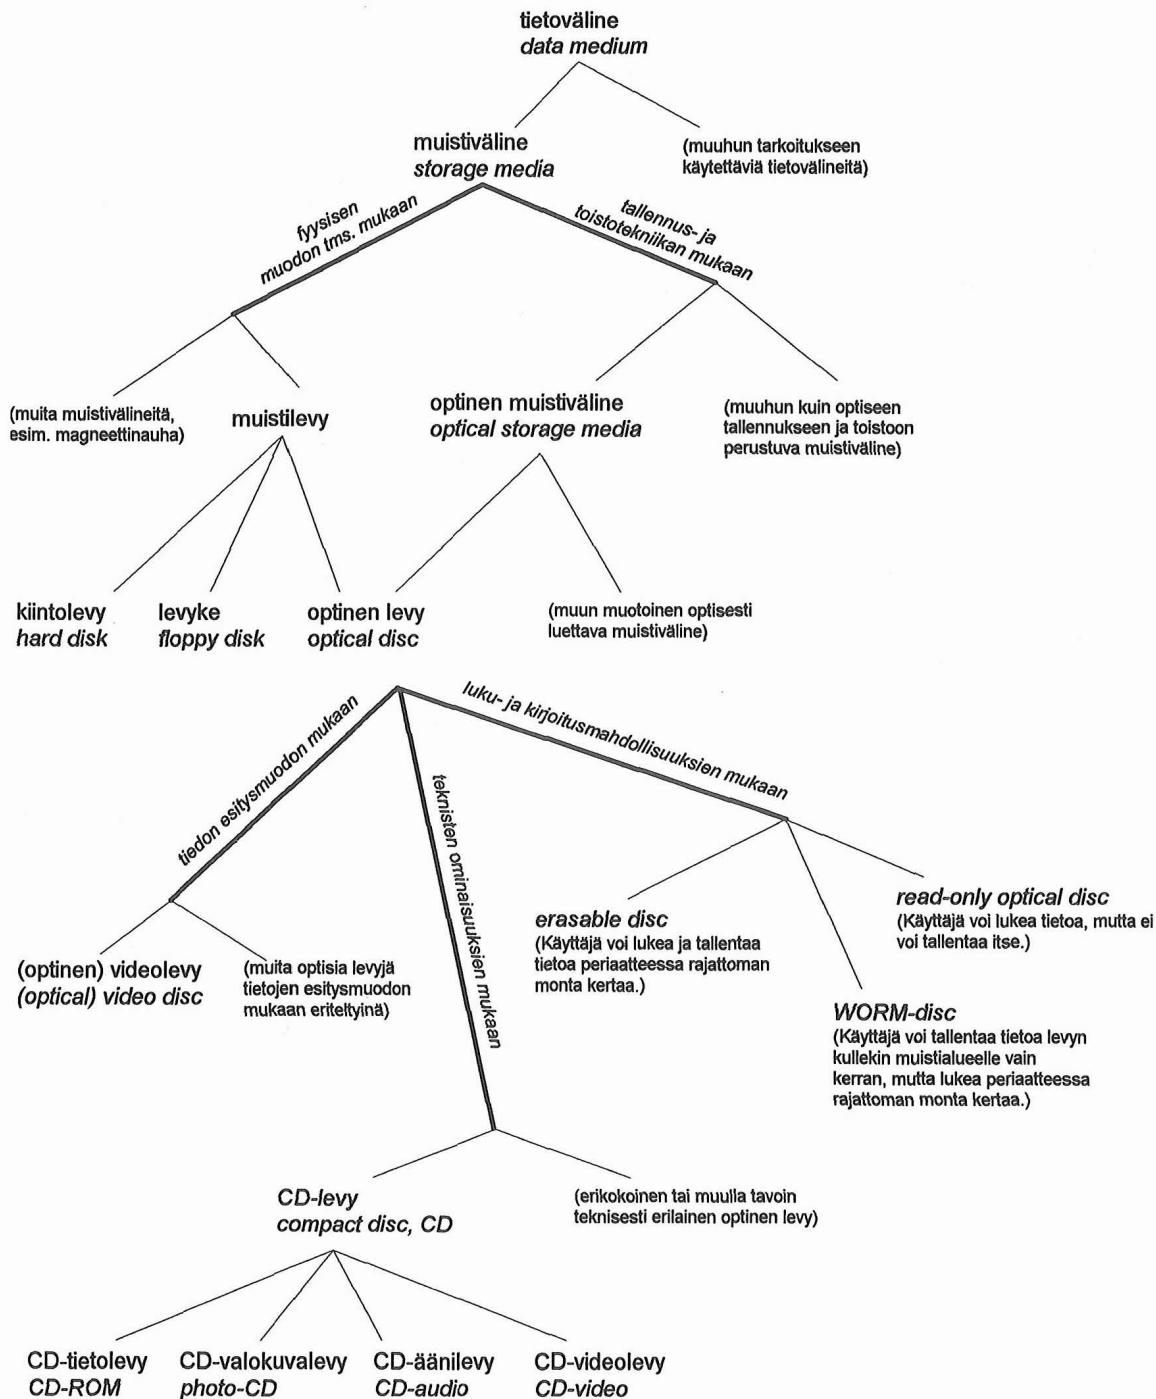 tietoväline
data medium
muistiväline
storage media
(muuhun tarkoitukseen
käytettäviä tietovälineitä)
fyysisen
muodon tms. mukaan
tallennus- ja
toistotekniikan mukaan
(muita muistivälineitä,
esim. magneettinauha)
muistilevy
optinen muistiväline
optical storage media
(muuhun kuin optiseen
tallennukseen ja toistoon
perustuva muistiväline)
kiintolevy
hard disk
levyke
floppy disk
optinen levy
optical disc
(muun muotoinen optisesti
luettava muistiväline)
tiedon esitysmuodon mukaan
teknisten ominaisuuksien mukaan
luku- ja kirjoitusmahdollisuuksien mukaan
(optinen) videolevy
(optical) video disc
(muita optisia levyjä
tietojen esitysmuodon
mukaan eriteltyinä)
erasable disc
(Käyttäjä voi lukea ja tallentaa
tietoa periaatteessa rajattoman
monta kertaa.)
read-only optical disc
(Käyttäjä voi lukea tietoa, mutta ei
voi tallentaa itse.)
WORM-disc
(Käyttäjä voi tallentaa tietoa levyn
kullekin muistialueelle vain
kerran, mutta lukea periaatteessa
rajattoman monta kertaa.)
CD-levy
compact disc, CD
(erikokoinen tai muulla tavoin
teknisesti erilainen optinen levy)
CD-tietolevy
CD-ROM
CD-valokuvalevy
photo-CD
CD-äänilevy
CD-audio
CD-videolevy
CD-video